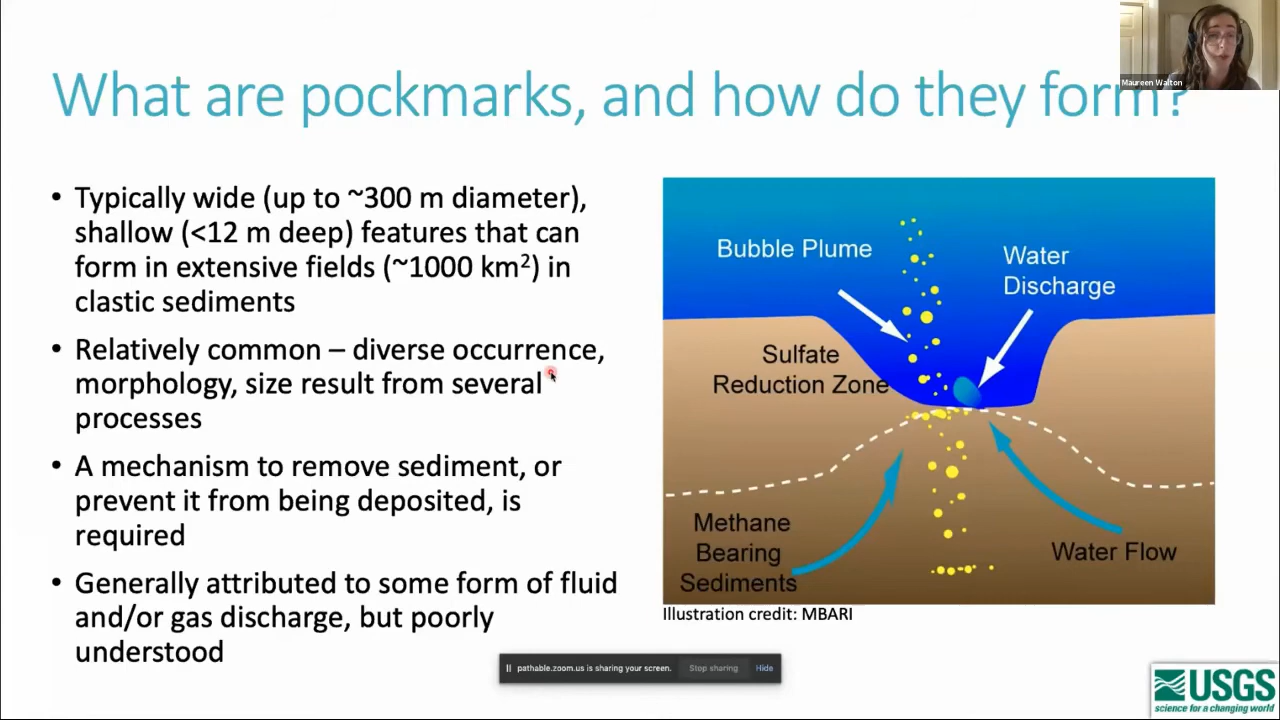 Maureen Walton
What are pockmarks, and how do they form?
• Typically wide (up to ~300 m diameter),
shallow (<12 m deep) features that can
form in extensive fields (~1000 km²) in
clastic sediments
• Relatively common – diverse occurrence,
morphology, size result from several
processes
• A mechanism to remove sediment, or
prevent it from being deposited, is
required
• Generally attributed to some form of fluid
and/or gas discharge, but poorly
understood
Bubble Plume
Water
Discharge
Sulfate
Reduction Zone
Methane
Bearing
Sediments
Water Flow
Illustration credit: MBARI
pathable.zoom.us is sharing your screen. Stop sharing Hide
USGS
science for a changing world